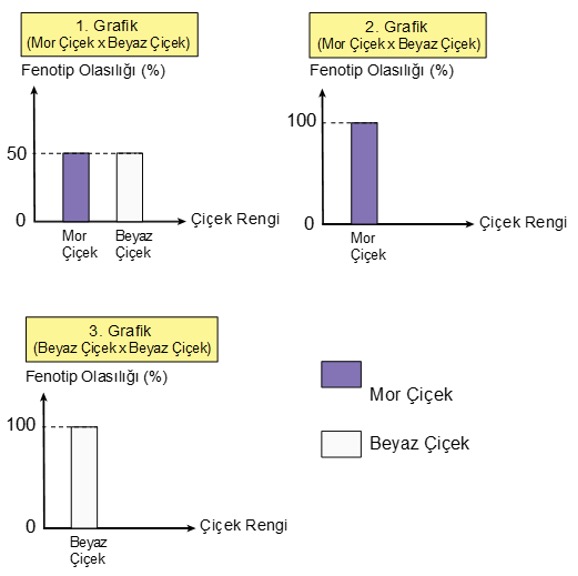 1. Grafik
(Mor Çiçek x Beyaz Çiçek)
Fenotip Olasılığı (%)
50
0
Mor
Çiçek
Beyaz
Çiçek
Çiçek Rengi
2. Grafik
(Mor Çiçek x Beyaz Çiçek)
Fenotip Olasılığı (%)
100
0
Mor
Çiçek
Çiçek Rengi
3. Grafik
(Beyaz Çiçek x Beyaz Çiçek)
Fenotip Olasılığı (%)
100
0
Beyaz
Çiçek
Çiçek Rengi
Mor Çiçek
Beyaz Çiçek